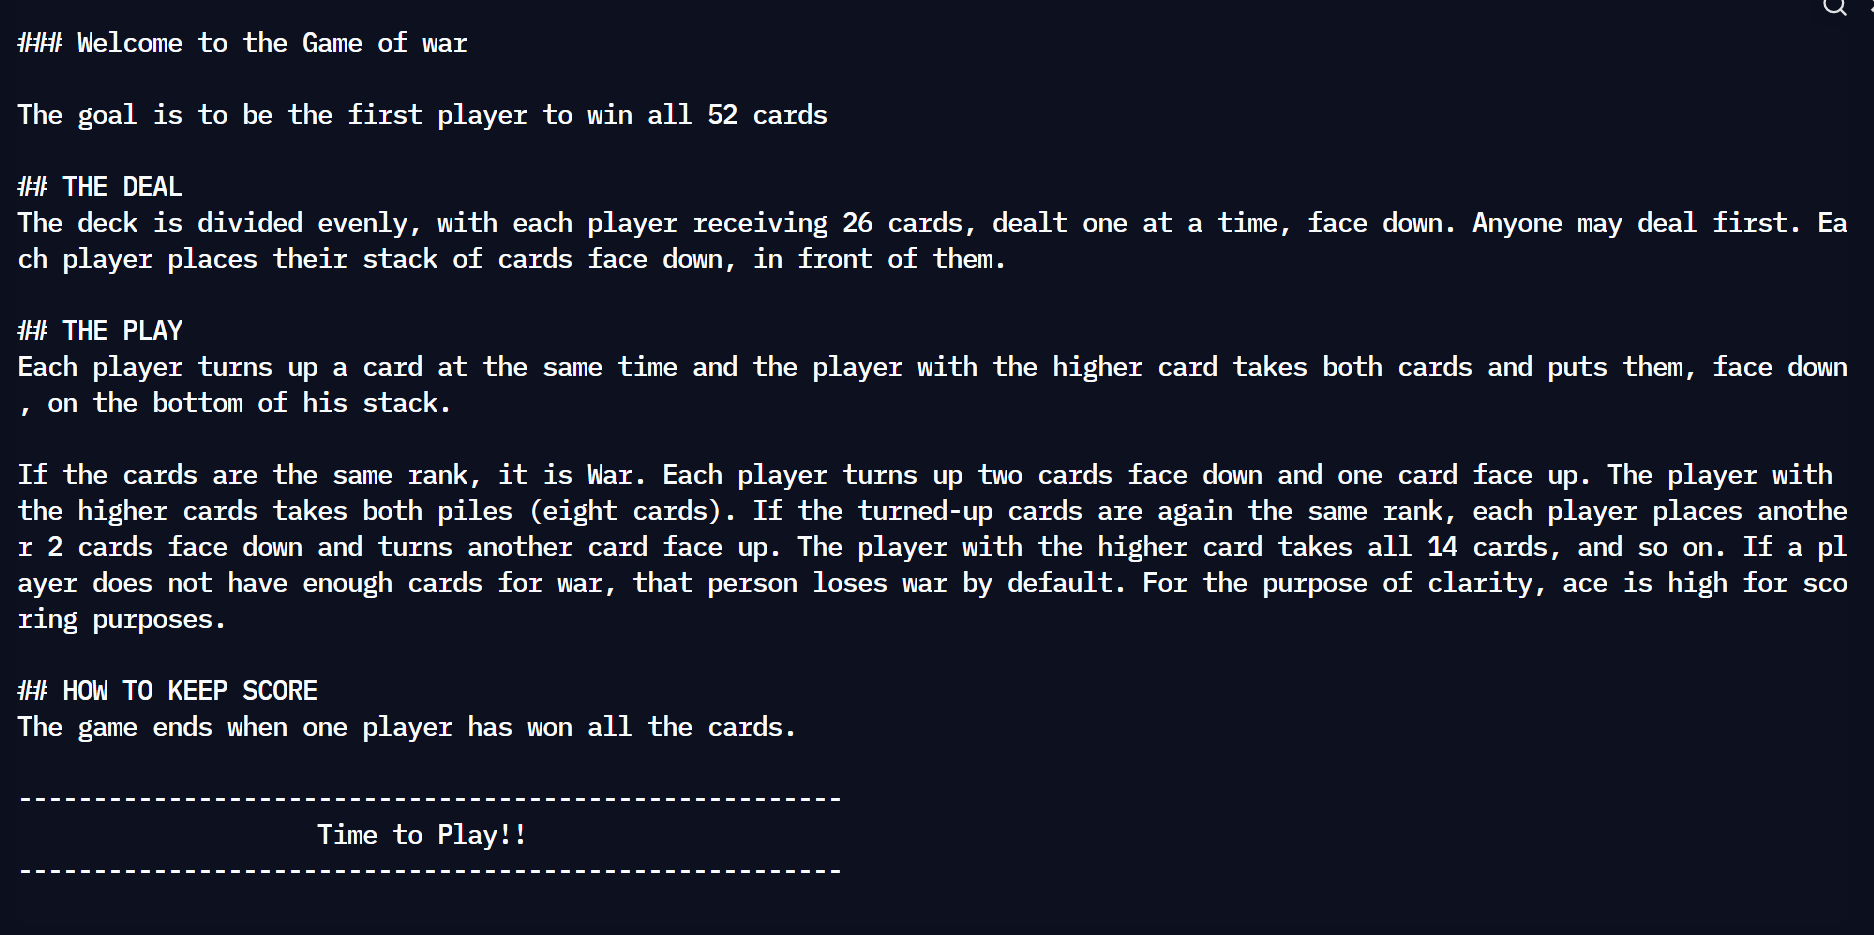 ### Welcome to the Game of war
The goal is to be the first player to win all 52 cards
## THE DEAL
The deck is divided evenly, with each player receiving 26 cards, dealt one at a time, face down. Anyone may deal first. Ea
ch player places their stack of cards face down, in front of them.
## THE PLAY
Each player turns up a card at the same time and the player with the higher card takes both cards and puts them, face down
, on the bottom of his stack.
If the cards are the same rank, it is War. Each player turns up two cards face down and one card face up. The player with
the higher cards takes both piles (eight cards). If the turned-up cards are again the same rank, each player places anothe
r 2 cards face down and turns another card face up. The player with the higher card takes all 14 cards, and so on. If a pl
ayer does not have enough cards for war, that person loses war by default. For the purpose of clarity, ace is high for sco
ring purposes.
## HOW TO KEEP SCORE
The game ends when one player has won all the cards.
-------------------------------------------------------
Time to Play!!
-------------------------------------------------------